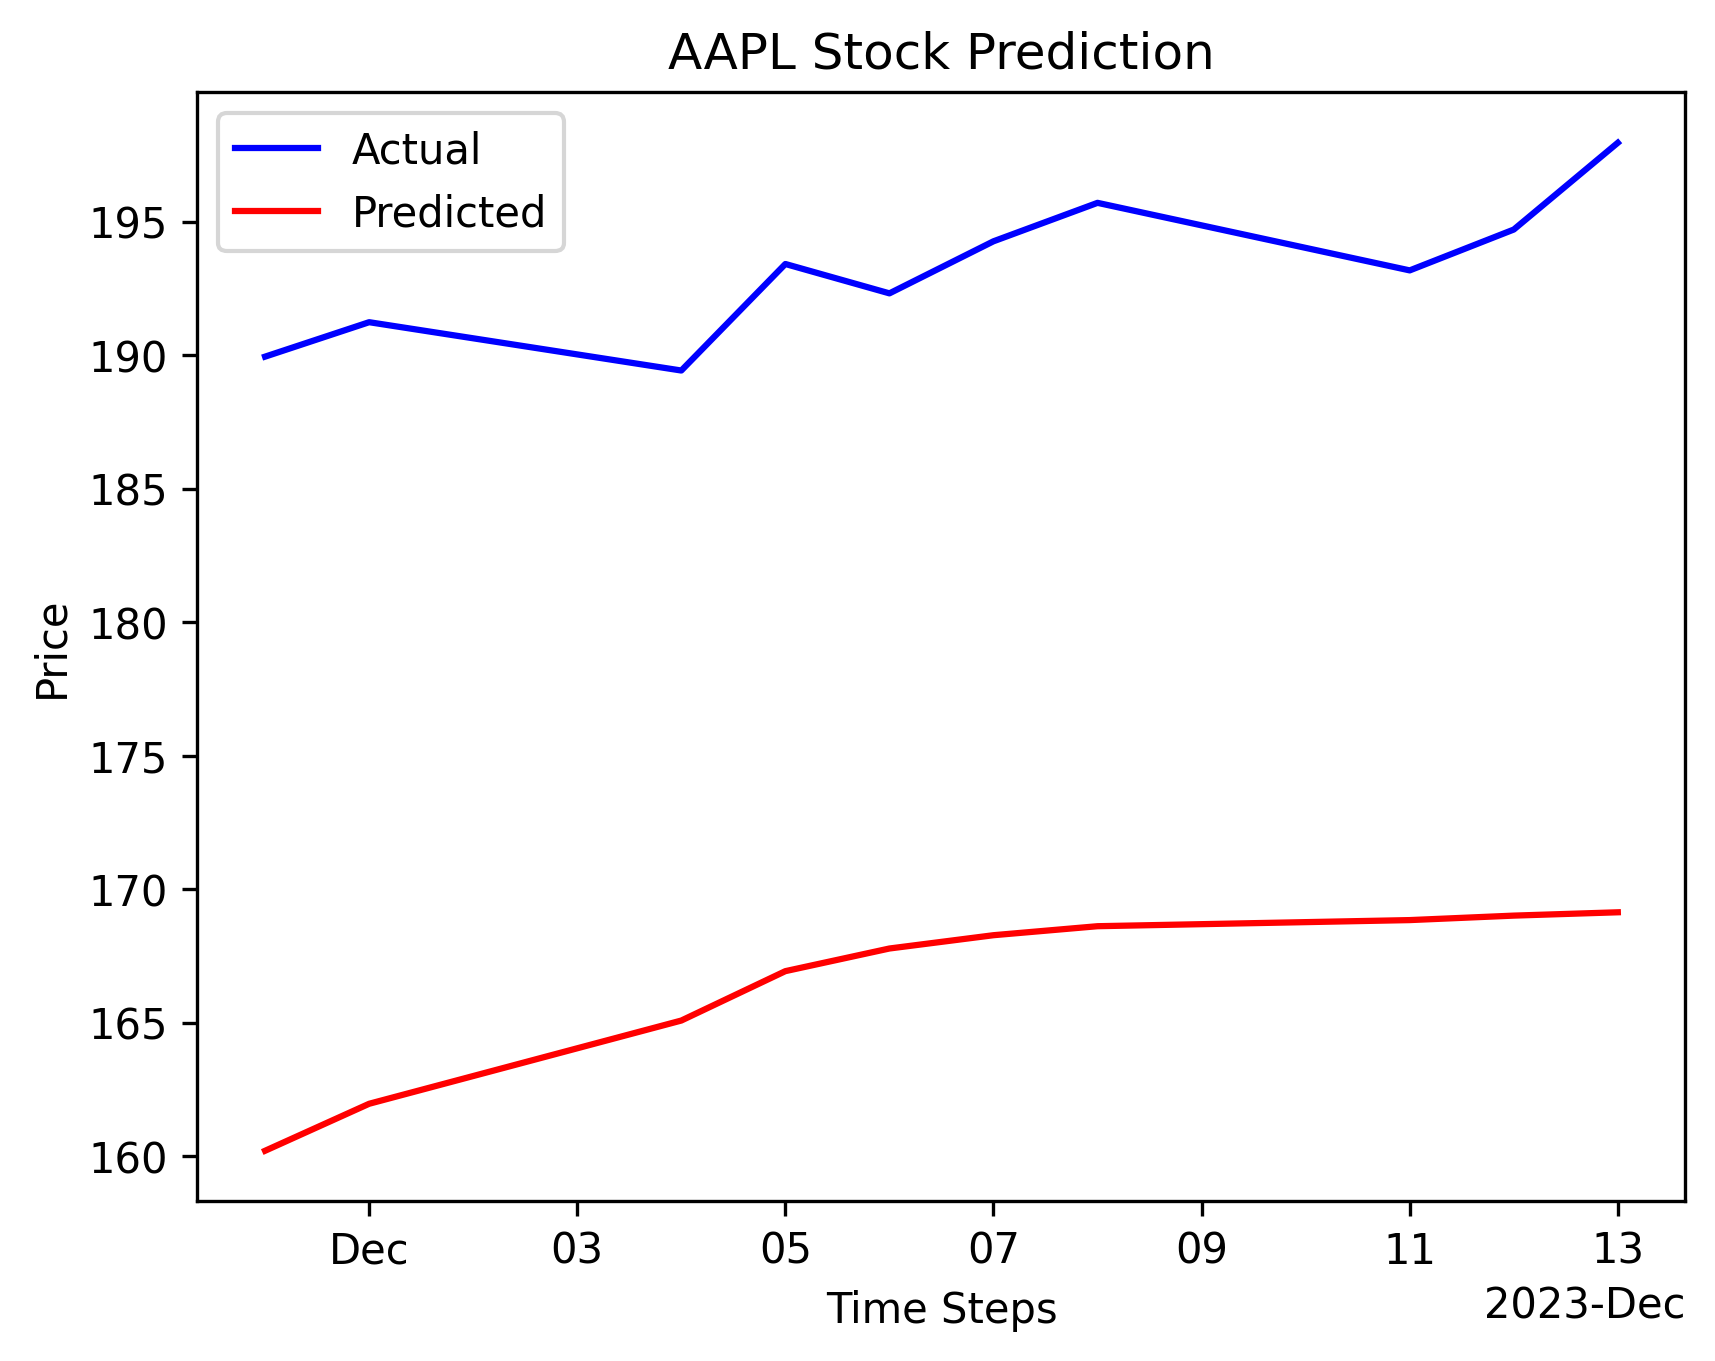 AAPL Stock Prediction
Actual
Predicted
195
190
185
180
175
170
165
160
Price
Dec 03 05 07 09 11 13
2023-Dec
Time Steps